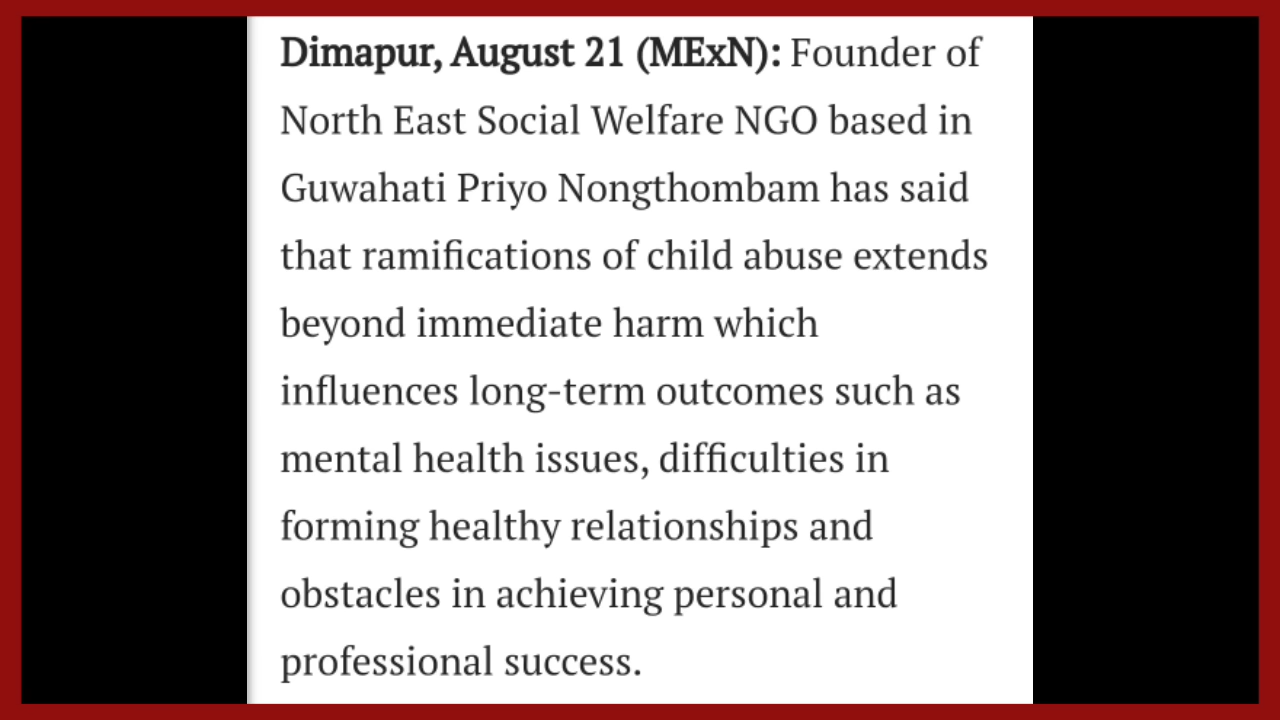 Dimapur, August 21 (MExN): Founder of
North East Social Welfare NGO based in
Guwahati Priyo Nongthombam has said
that ramifications of child abuse extends
beyond immediate harm which
influences long-term outcomes such as
mental health issues, difficulties in
forming healthy relationships and
obstacles in achieving personal and
professional success.